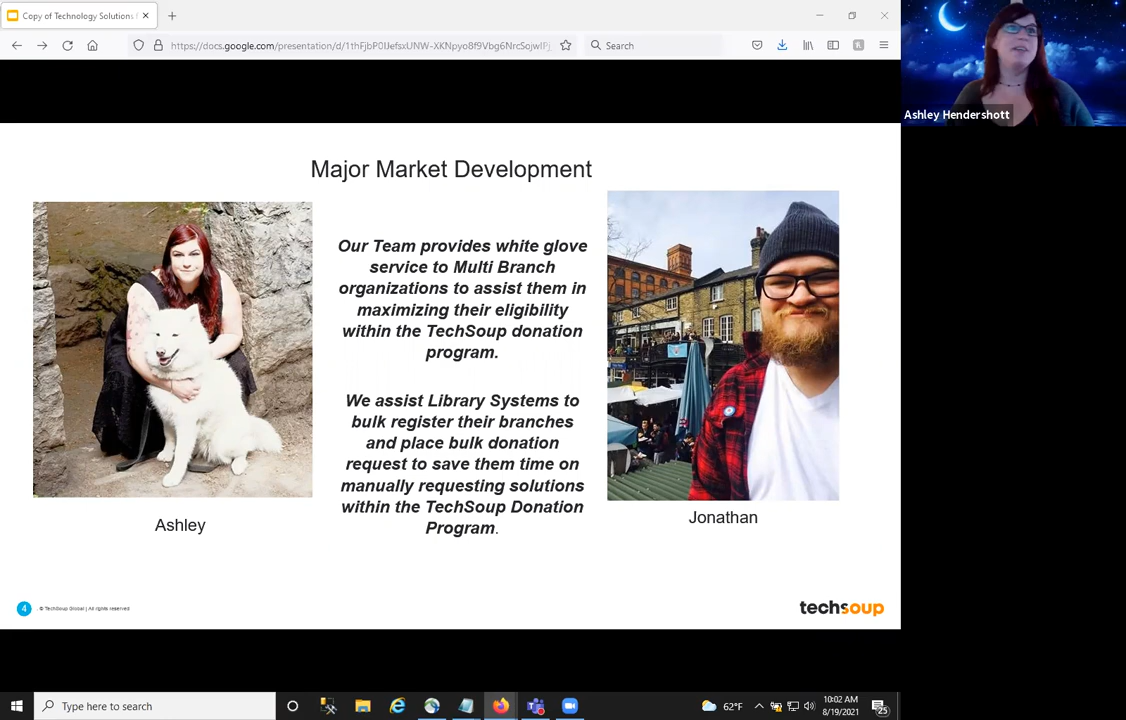 Copy of Technology Solutions
https://docs.google.com/presentation/d/
Search
Ashley Hendershott
Major Market Development
Our Team provides white glove
service to Multi Branch
organizations to assist them in
maximizing their eligibility
within the TechSoup donation
program.
We assist Library Systems to
bulk register their branches
and place bulk donation
request to save them time on
manually requesting solutions
within the TechSoup Donation
Program.
Ashley
Jonathan
4
© TechSoup Global | All rights reserved
techsoup
Type here to search
62°F
10:02 AM
8/19/2021
25